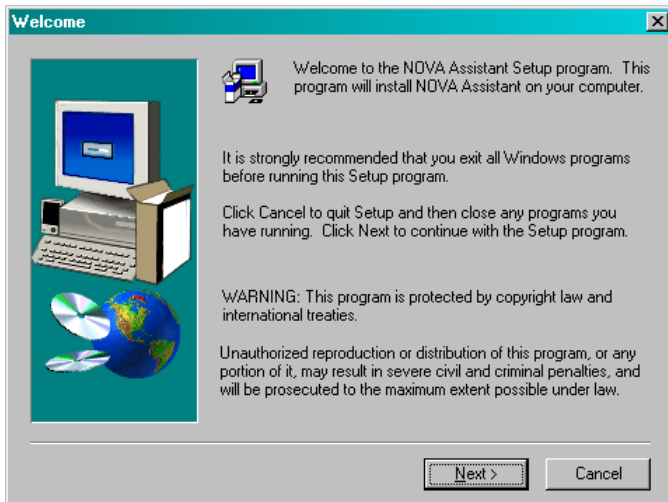 Welcome
Welcome to the NOVA Assistant Setup program. This
program will install NOVA Assistant on your computer.
It is strongly recommended that you exit all Windows programs
before running this Setup program.
Click Cancel to quit Setup and then close any programs you
have running. Click Next to continue with the Setup program.
WARNING: This program is protected by copyright law and
international treaties.
Unauthorized reproduction or distribution of this program, or any
portion of it, may result in severe civil and criminal penalties, and
will be prosecuted to the maximum extent possible under law.
Next >
Cancel